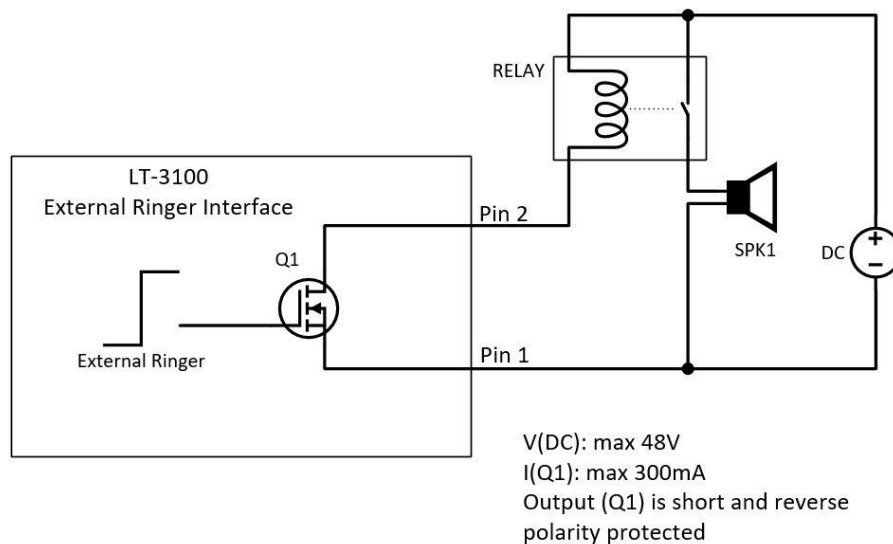 RELAY
LT-3100
External Ringer Interface
Pin 2
Q1
SPK1
DC
External Ringer
Pin 1
V(DC): max 48V
I(Q1): max 300mA
Output (Q1) is short and reverse
polarity protected